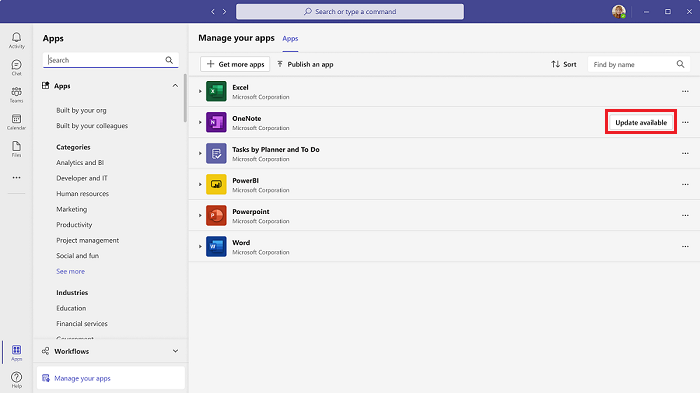 Search or type a command
Activity
Chat
Teams
Calendar
Files
Apps
Help
Apps
Search
Apps
Built by your org
Built by your colleagues
Categories
Analytics and BI
Developer and IT
Human resources
Marketing
Productivity
Project management
Social and fun
See more
Industries
Education
Financial services
Government
Workflows
Manage your apps
Manage your apps
Apps
Get more apps
Publish an app
Sort
Find by name
Excel
Microsoft Corporation
OneNote
Microsoft Corporation
Update available
Tasks by Planner and To Do
Microsoft Corporation
PowerBI
Microsoft Corporation
Powerpoint
Microsoft Corporation
Word
Microsoft Corporation